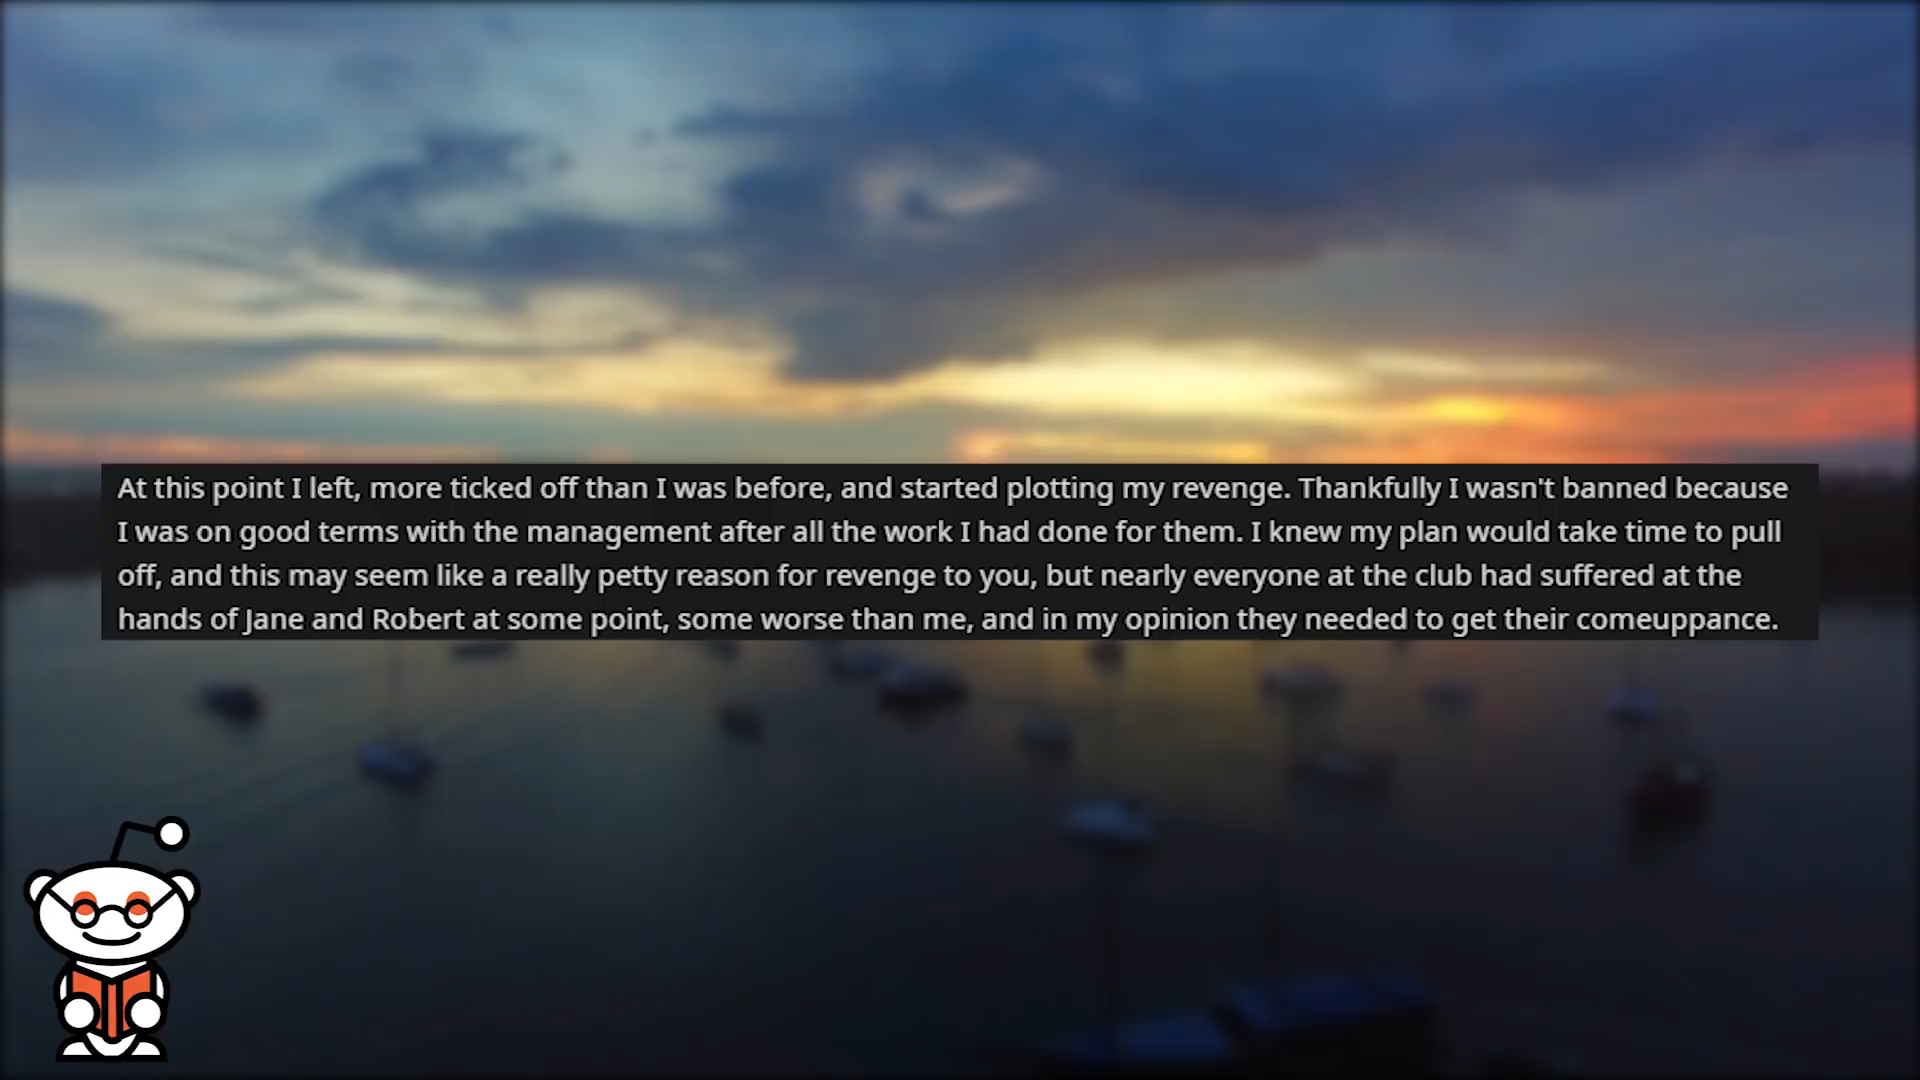 At this point I left, more ticked off than I was before, and started plotting my revenge. Thankfully I wasn't banned because
I was on good terms with the management after all the work I had done for them. I knew my plan would take time to pull
off, and this may seem like a really petty reason for revenge to you, but nearly everyone at the club had suffered at the
hands of Jane and Robert at some point, some worse than me, and in my opinion they needed to get their comeuppance.